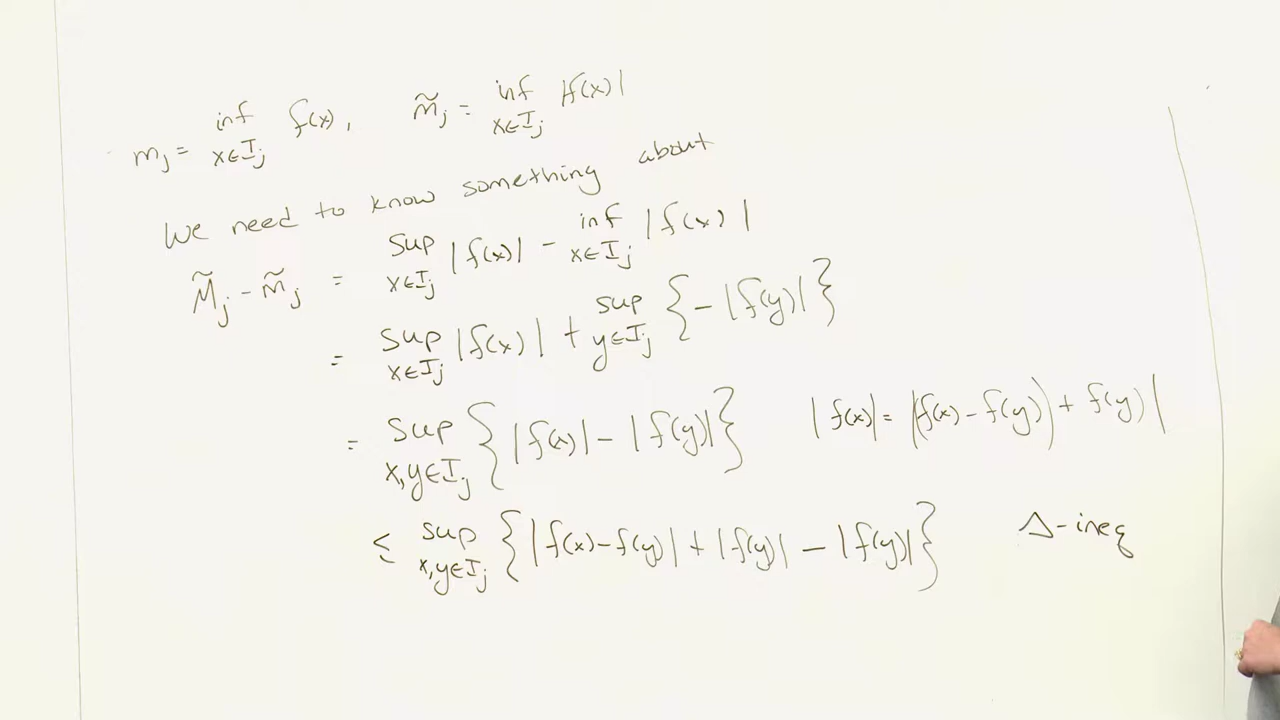 m_j = inf_{x∈I_j} f(x), m̃_j = inf_{x∈I_j} |f(x)|
We need to know something about
M̃_j - m̃_j = sup_{x∈I_j} |f(x)| - inf_{x∈I_j} |f(x)|
= sup_{x∈I_j} |f(x)| + sup_{y∈I_j} {-|f(y)|}
= sup_{x,y∈I_j} {|f(x)| - |f(y)|} |f(x)| = |(f(x) - f(y)) + f(y)|
≤ sup_{x,y∈I_j} {|f(x) - f(y)| + |f(y)| - |f(y)|} Δ-ineq